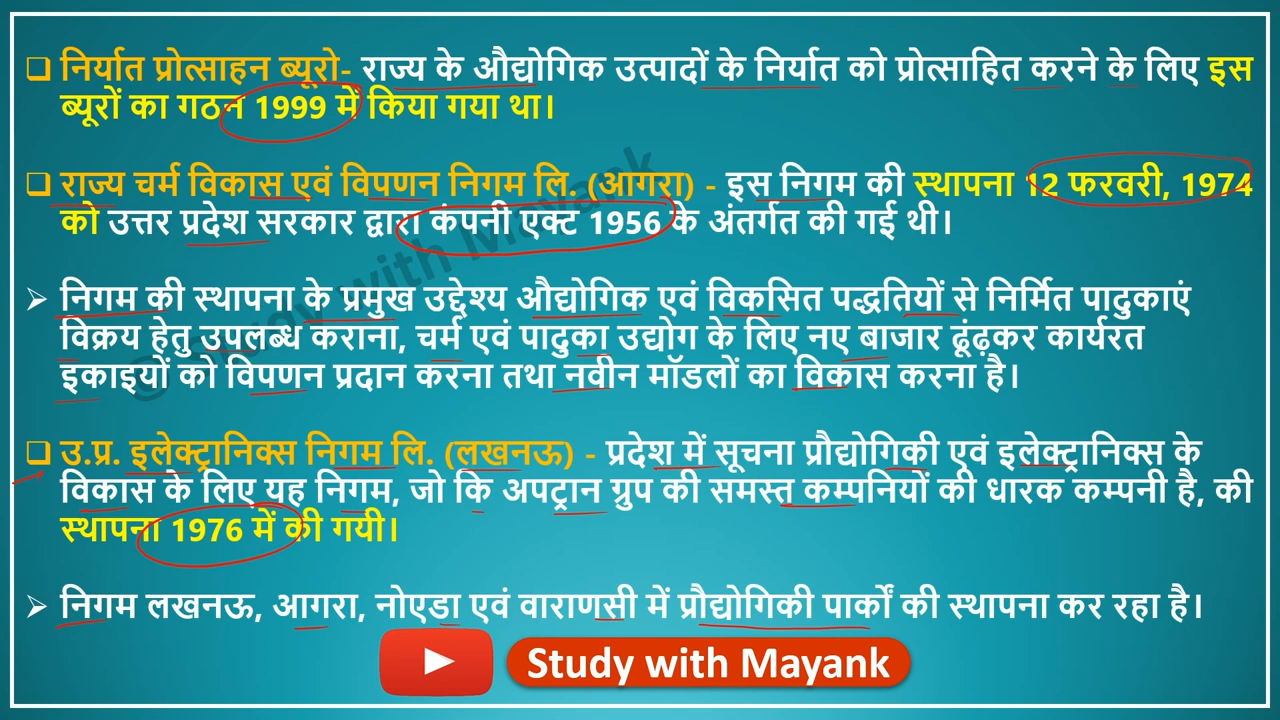 ❑ निर्यात प्रोत्साहन ब्यूरो- राज्य के औद्योगिक उत्पादों के निर्यात को प्रोत्साहित करने के लिए इस
ब्यूरों का गठन 1999 में किया गया था।
❑ राज्य चर्म विकास एवं विपणन निगम लि. (आगरा) - इस निगम की स्थापना 12 फरवरी, 1974
को उत्तर प्रदेश सरकार द्वारा कंपनी एक्ट 1956 के अंतर्गत की गई थी।
➢ निगम की स्थापना के प्रमुख उद्देश्य औद्योगिक एवं विकसित पद्धतियों से निर्मित पादुकाएं
विक्रय हेतु उपलब्ध कराना, चर्म एवं पादुका उद्योग के लिए नए बाजार ढूंढ़कर कार्यरत
इकाइयों को विपणन प्रदान करना तथा नवीन मॉडलों का विकास करना है।
❑ उ.प्र. इलेक्ट्रानिक्स निगम लि. (लखनऊ) - प्रदेश में सूचना प्रौद्योगिकी एवं इलेक्ट्रानिक्स के
विकास के लिए यह निगम, जो कि अपट्रान ग्रुप की समस्त कम्पनियों की धारक कम्पनी है, की
स्थापना 1976 में की गयी।
➢ निगम लखनऊ, आगरा, नोएडा एवं वाराणसी में प्रौद्योगिकी पार्कों की स्थापना कर रहा है।
Study with Mayank
© Study with Mayank